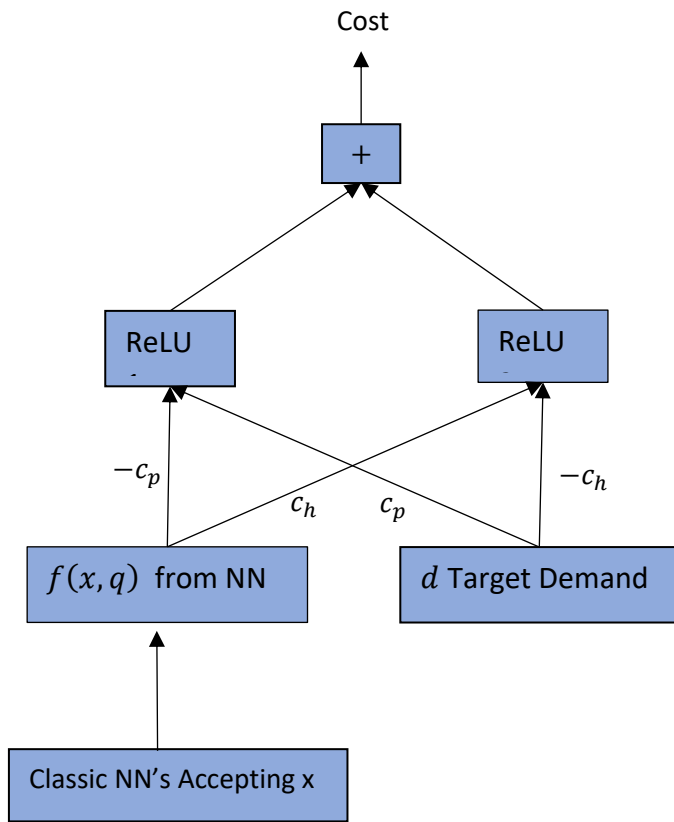 Cost
+
ReLU
ReLU
−c_p
c_h
c_p
−c_h
f(x, q) from NN
d Target Demand
Classic NN’s Accepting x